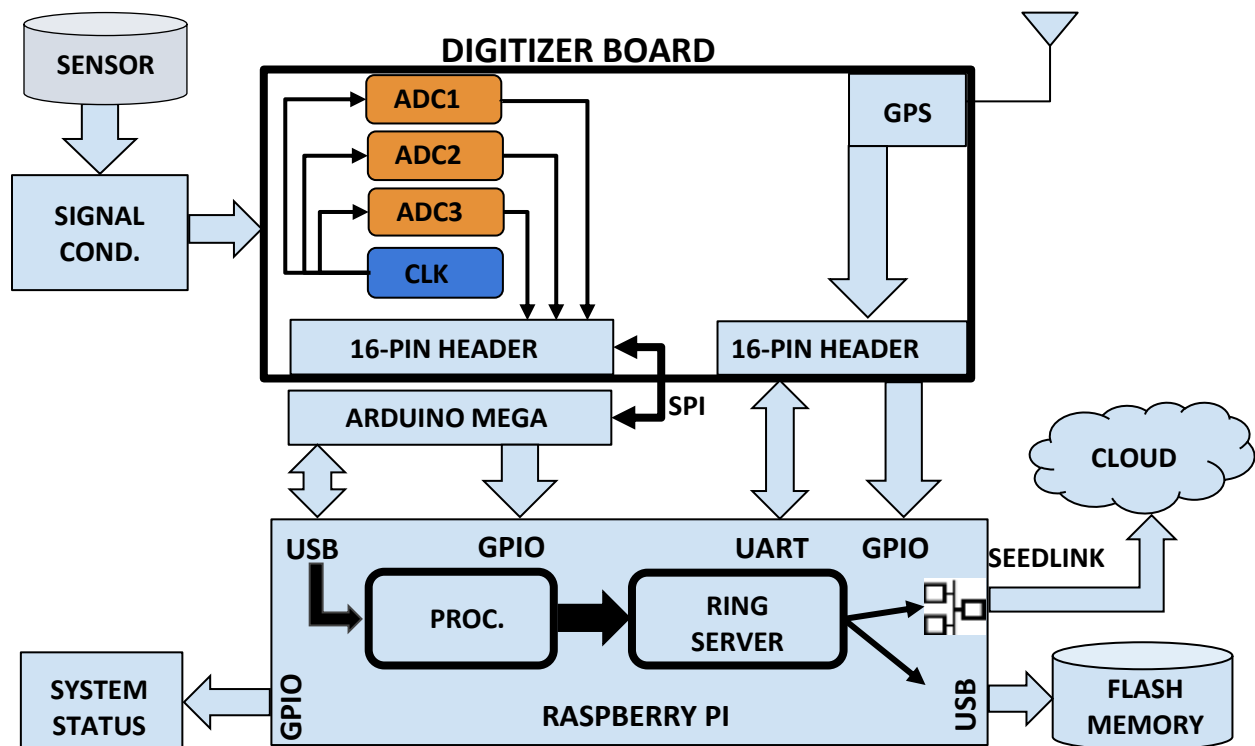 DIGITIZER BOARD
SENSOR
ADC1
GPS
ADC2
SIGNAL
COND.
ADC3
CLK
16-PIN HEADER
16-PIN HEADER
SPI
ARDUINO MEGA
CLOUD
USB
GPIO
UART
GPIO
SEEDLINK
PROC.
RING
SERVER
SYSTEM
STATUS
GPIO
RASPBERRY PI
USB
FLASH
MEMORY